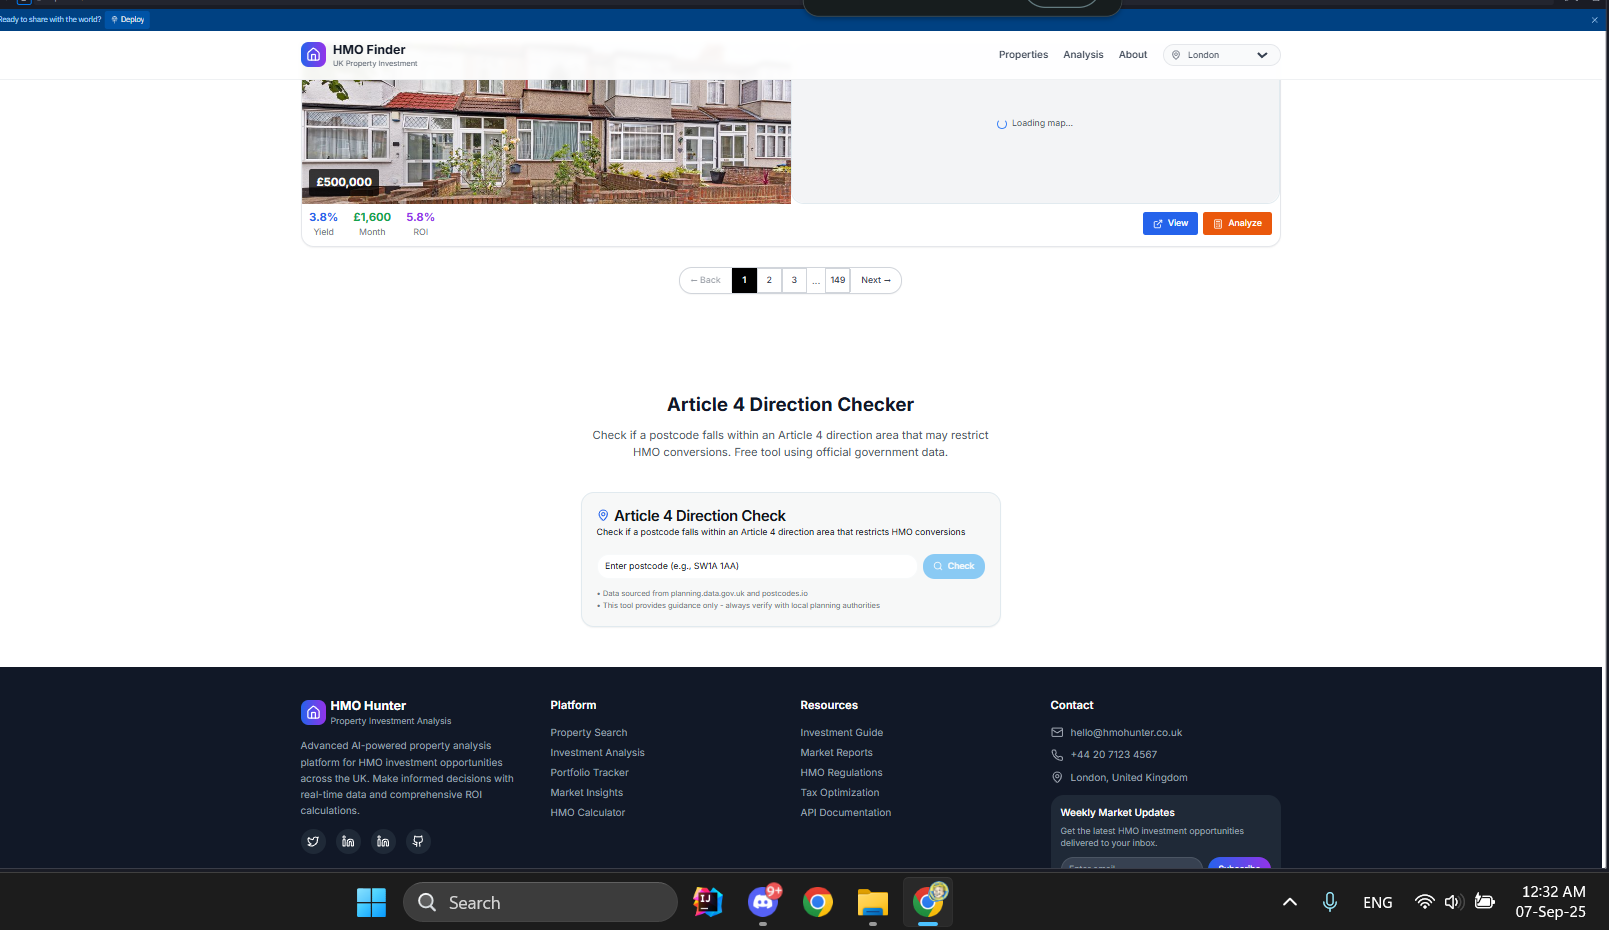 Ready to share with the world? Deploy
HMO Finder
UK Property Investment
Properties Analysis About London
Loading map...
£500,000
3.8% £1,600 5.8%
Yield Month ROI
View Analyze
← Back 1 2 3 ... 149 Next →
Article 4 Direction Checker
Check if a postcode falls within an Article 4 direction area that may restrict
HMO conversions. Free tool using official government data.
Article 4 Direction Check
Check if a postcode falls within an Article 4 direction area that restricts HMO conversions
Enter postcode (e.g., SW1A 1AA) Check
• Data sourced from planning.data.gov.uk and postcodes.io
• This tool provides guidance only - always verify with local planning authorities
HMO Hunter
Property Investment Analysis
Advanced AI-powered property analysis
platform for HMO investment opportunities
across the UK. Make informed decisions with
real-time data and comprehensive ROI
calculations.
Platform
Property Search
Investment Analysis
Portfolio Tracker
Market Insights
HMO Calculator
Resources
Investment Guide
Market Reports
HMO Regulations
Tax Optimization
API Documentation
Contact
hello@hmohunter.co.uk
+44 20 7123 4567
London, United Kingdom
Weekly Market Updates
Get the latest HMO investment opportunities
delivered to your inbox.
Enter email Subscribe
Search
IJ
9+
ENG
12:32 AM
07-Sep-25